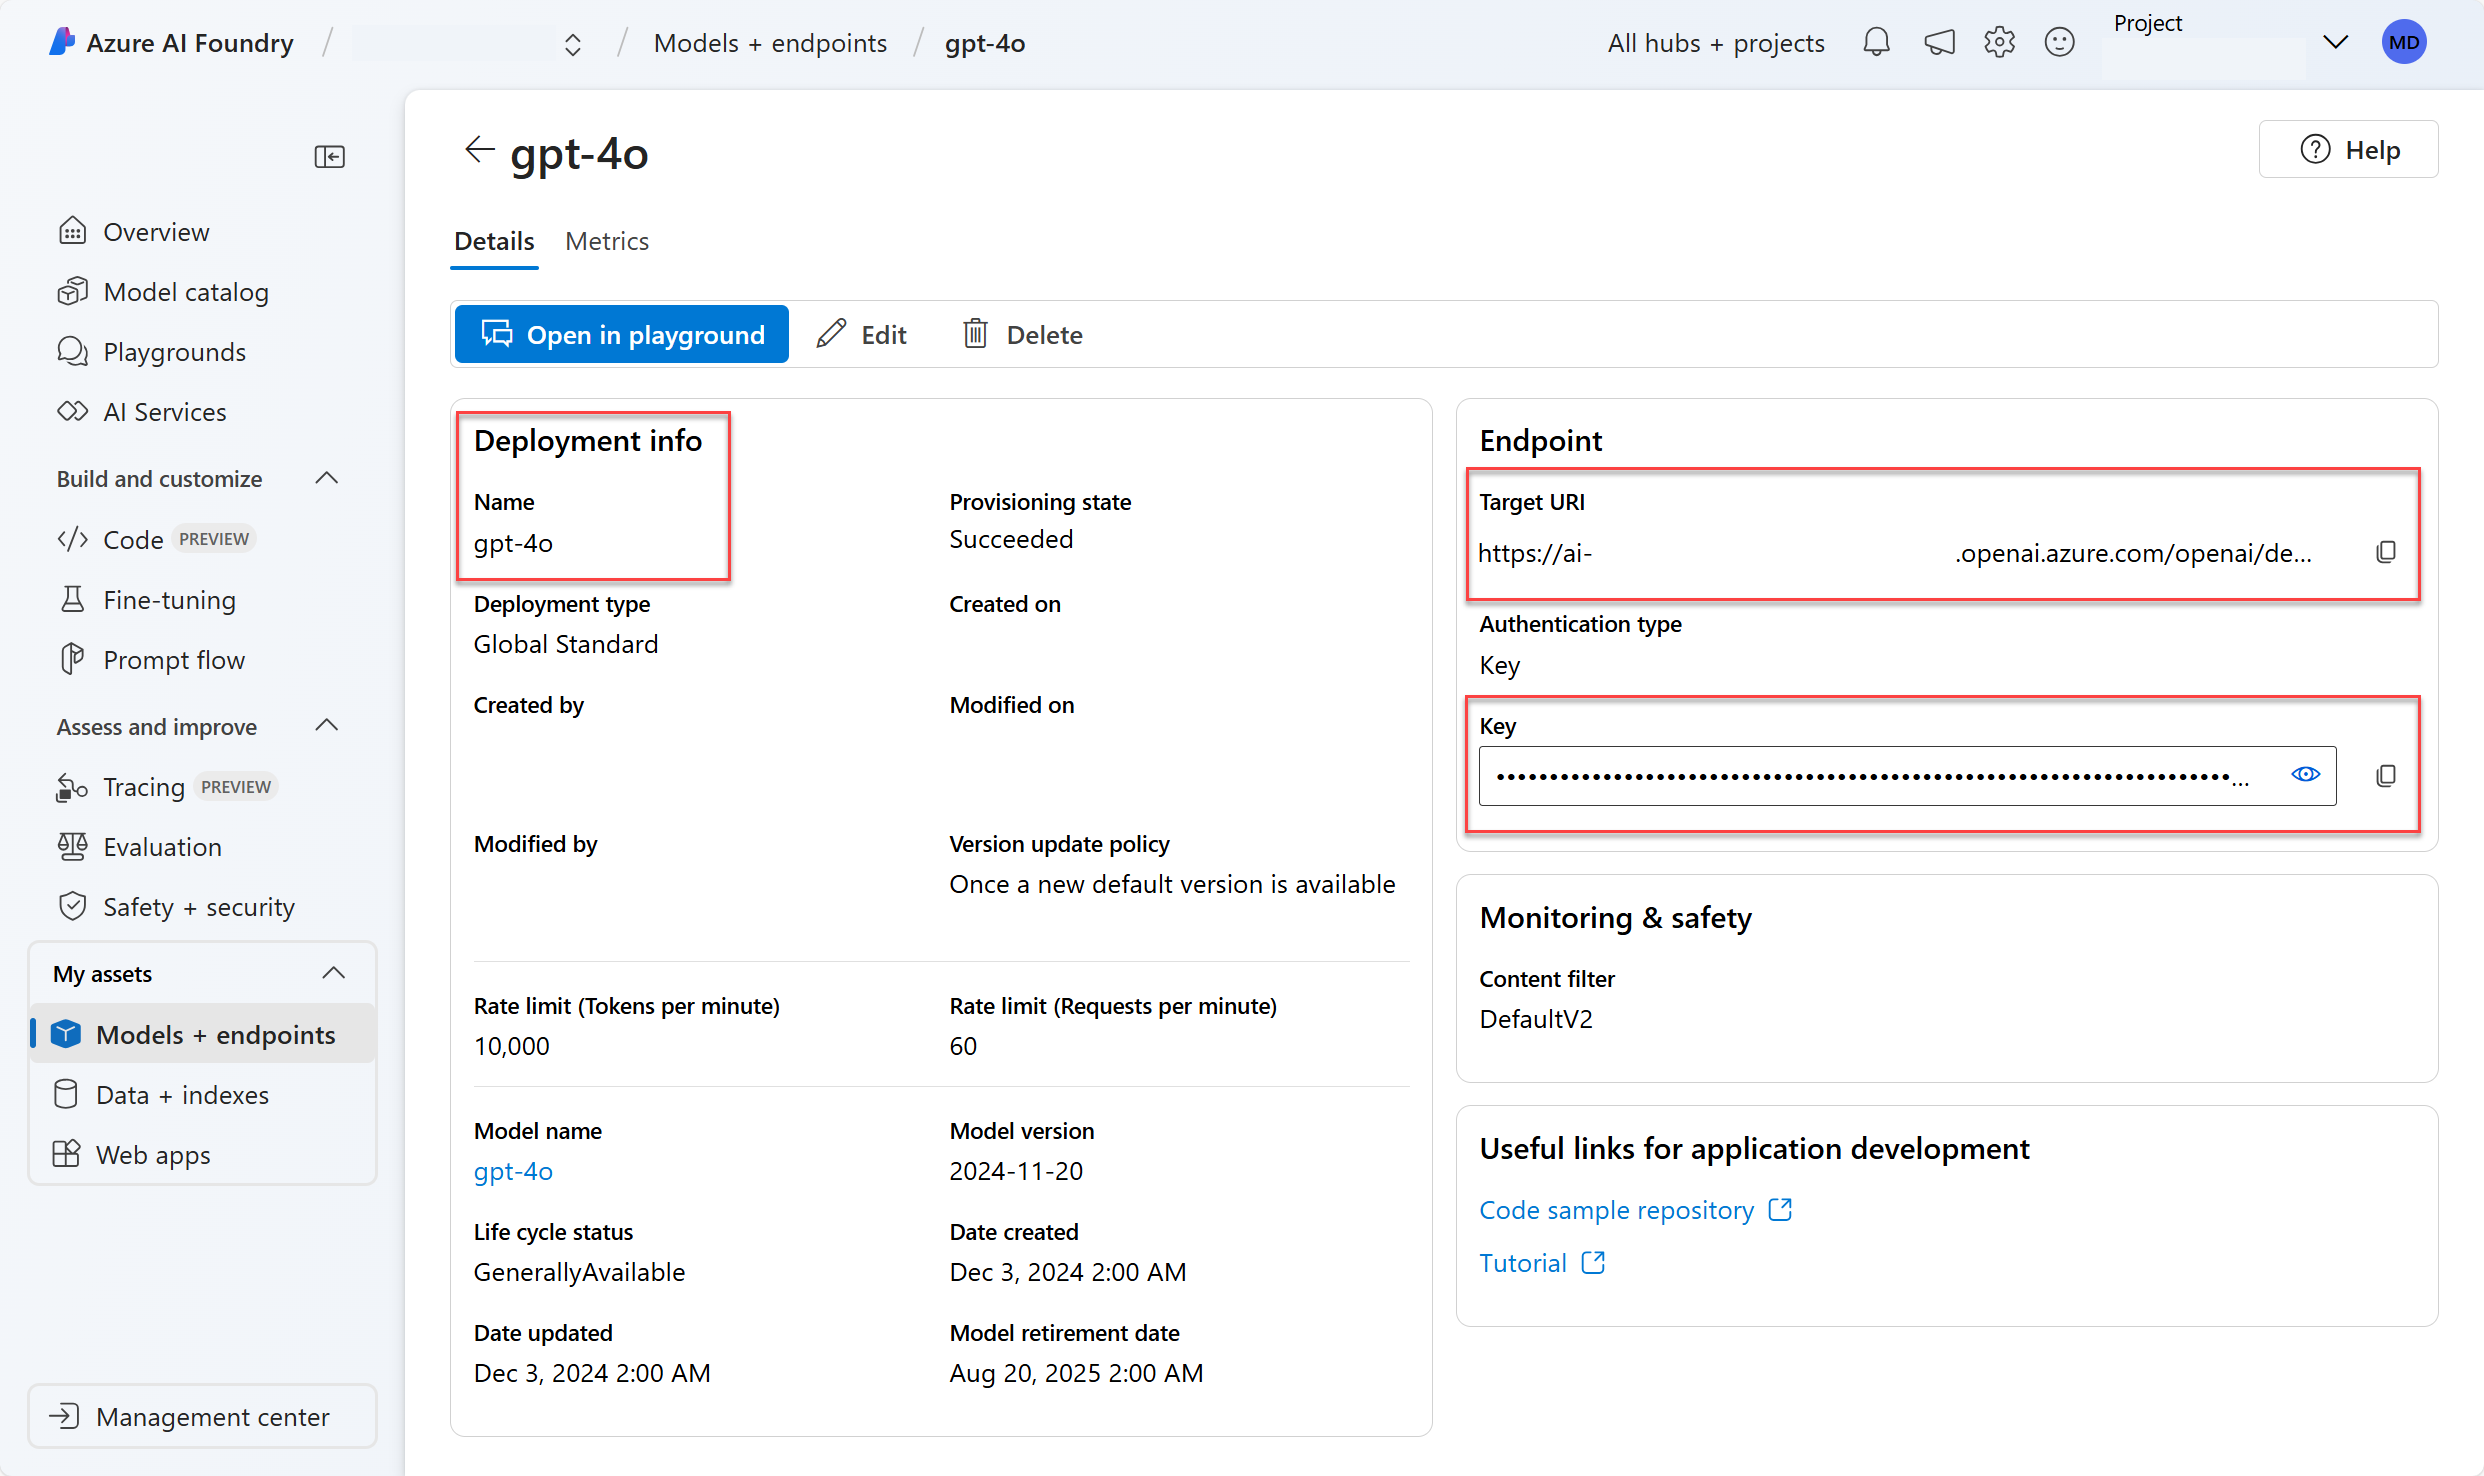 Azure AI Foundry / / Models + endpoints / gpt-4o
All hubs + projects
Project
MD
Overview
Model catalog
Playgrounds
AI Services
Build and customize
Code PREVIEW
Fine-tuning
Prompt flow
Assess and improve
Tracing PREVIEW
Evaluation
Safety + security
My assets
Models + endpoints
Data + indexes
Web apps
Management center
gpt-4o
Help
Details Metrics
Open in playground Edit Delete
Deployment info
Name
gpt-4o
Provisioning state
Succeeded
Deployment type
Global Standard
Created on
Created by
Modified on
Modified by
Version update policy
Once a new default version is available
Rate limit (Tokens per minute)
10,000
Rate limit (Requests per minute)
60
Model name
gpt-4o
Model version
2024-11-20
Life cycle status
GenerallyAvailable
Date created
Dec 3, 2024 2:00 AM
Date updated
Dec 3, 2024 2:00 AM
Model retirement date
Aug 20, 2025 2:00 AM
Endpoint
Target URI
https://ai- .openai.azure.com/openai/de...
Authentication type
Key
Key
••••••••••••••••••••••••••••••••••••••••••••••••••••••••••••••••••••••...
Monitoring & safety
Content filter
DefaultV2
Useful links for application development
Code sample repository
Tutorial